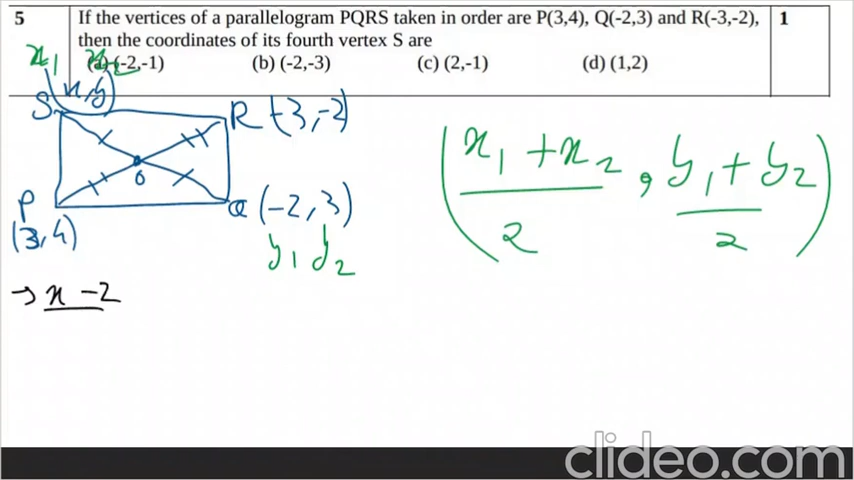 5 If the vertices of a parallelogram PQRS taken in order are P(3,4), Q(-2,3) and R(-3,-2), 1
then the coordinates of its fourth vertex S are
(a) (-2,-1) (b) (-2,-3) (c) (2,-1) (d) (1,2)
x1 x2
(x, y)
S R (-3, -2)
O
P Q (-2, 3)
(3, 4)
y1 y2
(x1 + x2 / 2 , y1 + y2 / 2)
→ x - 2
clideo.com